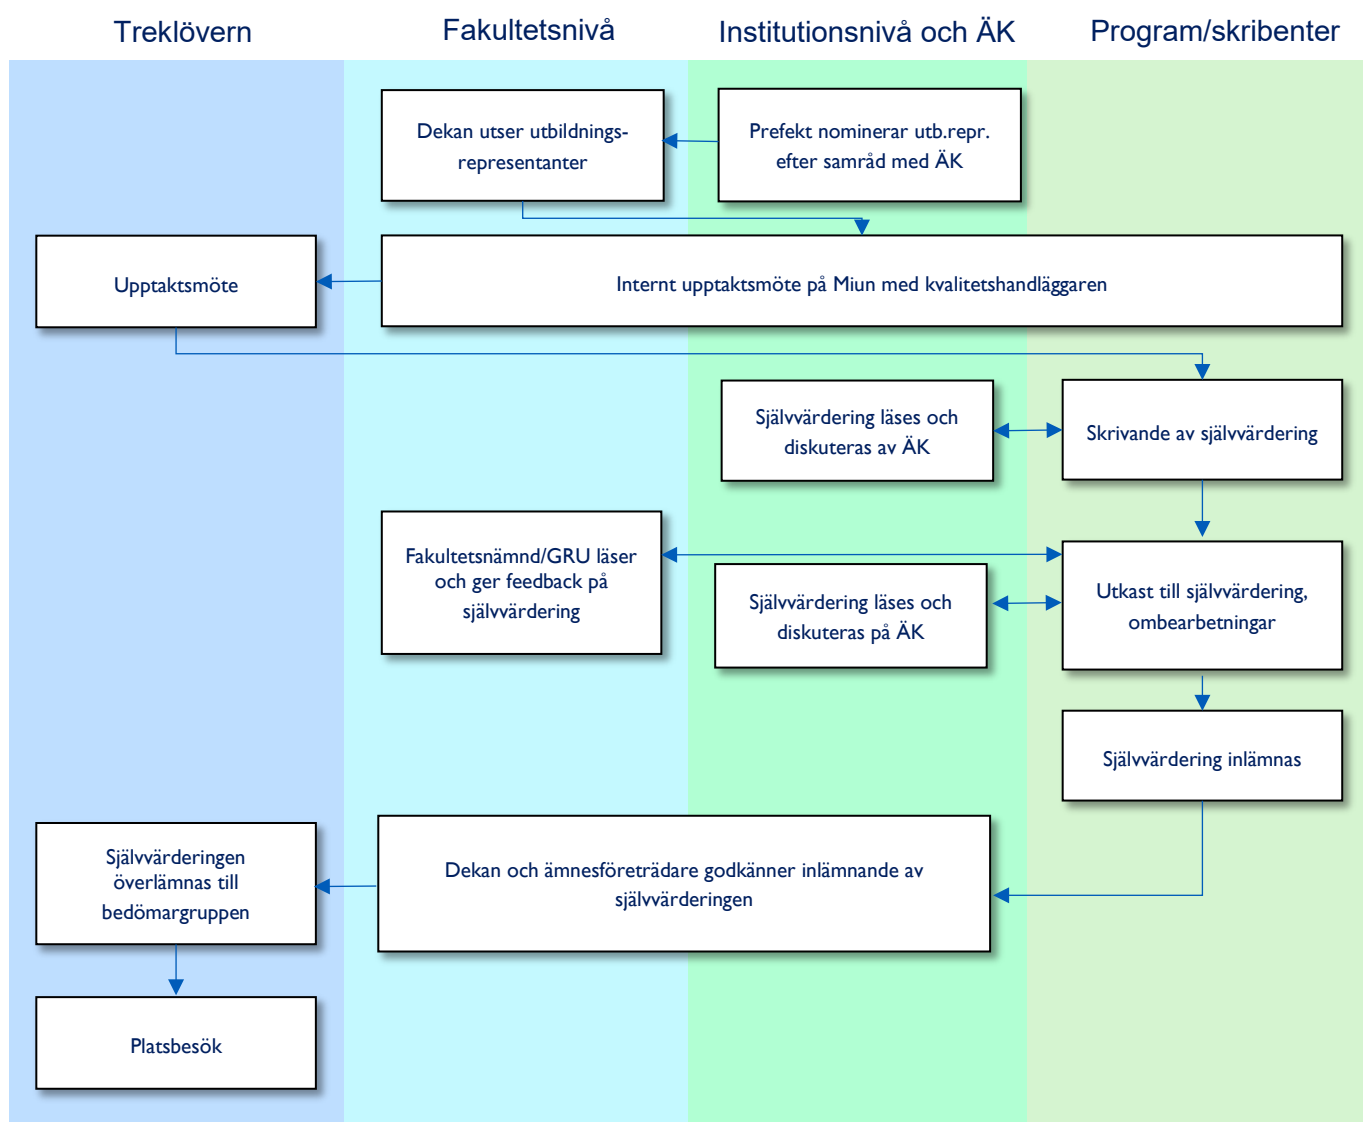 Treklövern
Fakultetsnivå
Institutionsnivå och ÄK
Program/skribenter
Dekan utser utbildnings-
representanter
Prefekt nominerar utb.repr.
efter samråd med ÄK
Upptaktsmöte
Internt upptaktsmöte på Miun med kvalitetshandläggaren
Självvärdering läses och
diskuteras av ÄK
Skrivande av självvärdering
Fakultetsnämnd/GRU läser
och ger feedback på
självvärdering
Självvärdering läses och
diskuteras på ÄK
Utkast till självvärdering,
ombearbetningar
Självvärdering inlämnas
Självvärderingen
överlämnas till
bedömargruppen
Dekan och ämnesföreträdare godkänner inlämnande av
självvärderingen
Platsbesök